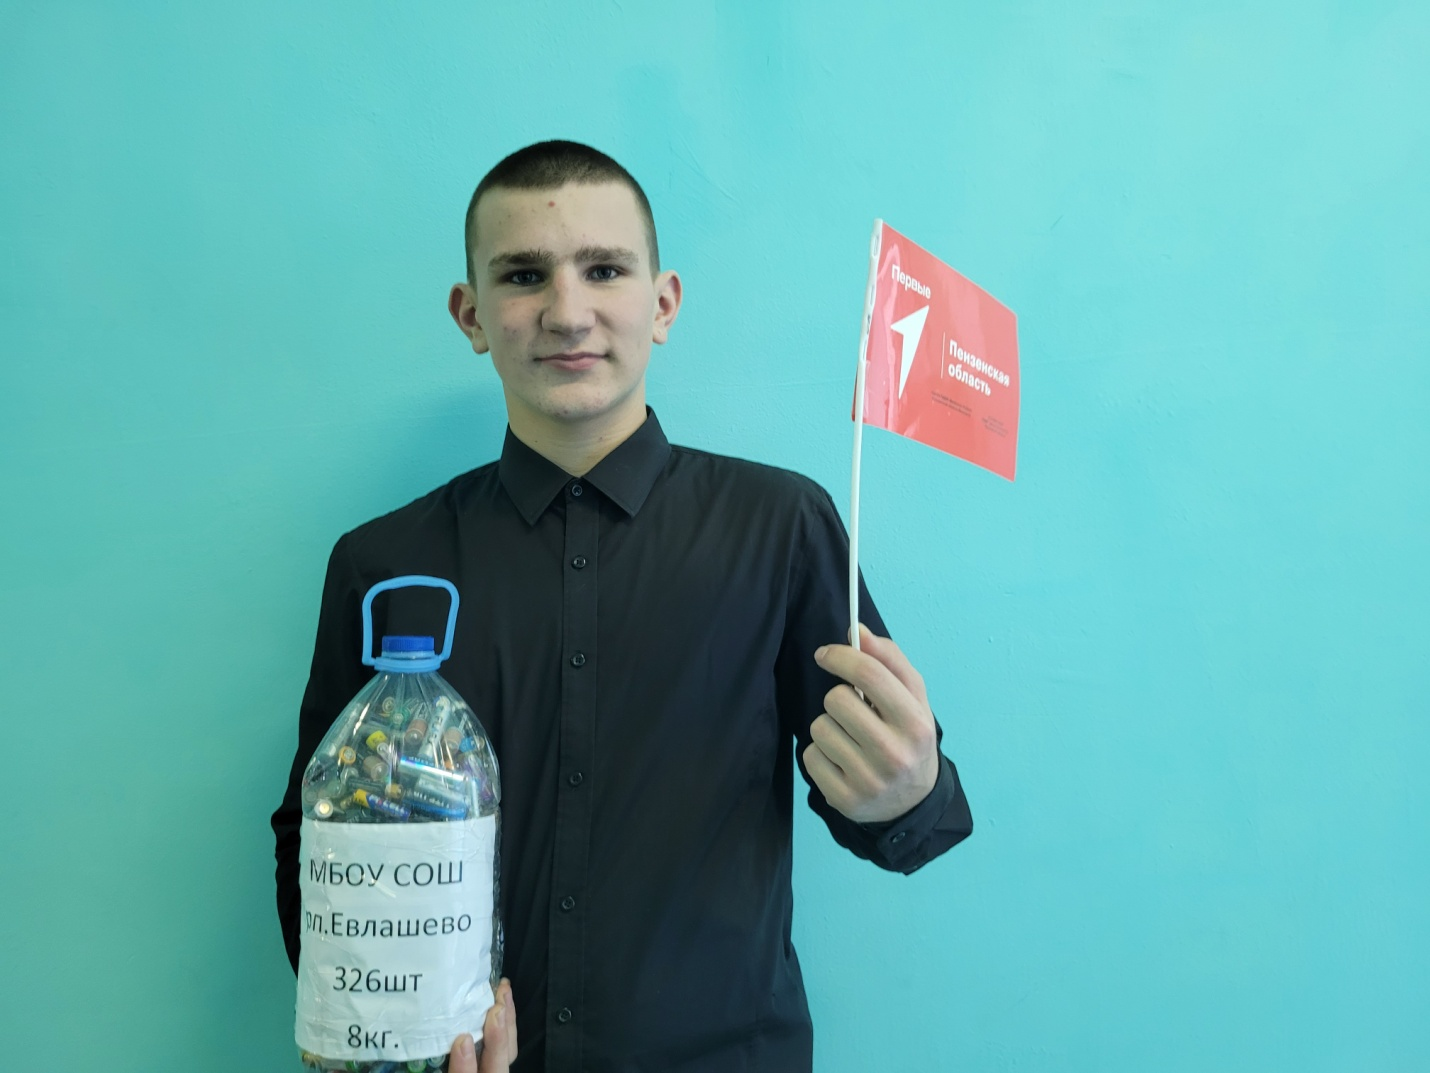 Первые
Пензенская
область
МБОУ СОШ
рп.Евлашево
326шт
8кг.